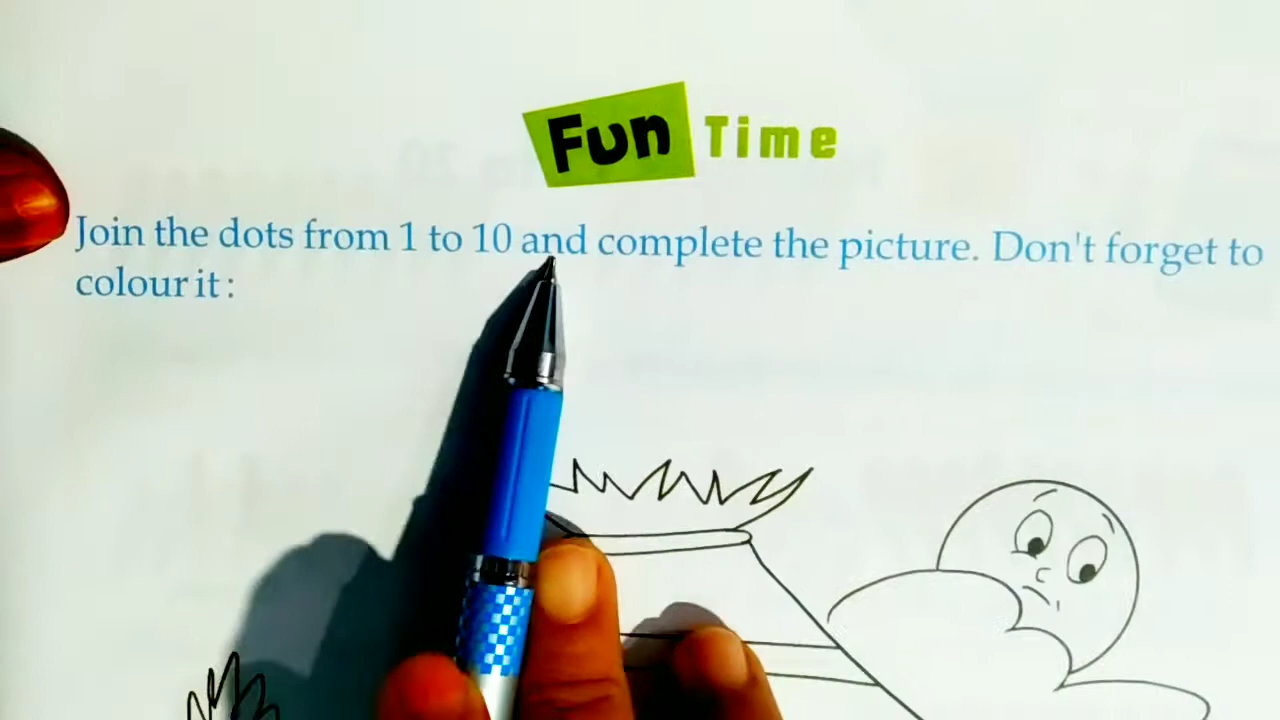 Fun Time
Join the dots from 1 to 10 and complete the picture. Don't forget to
colour it :